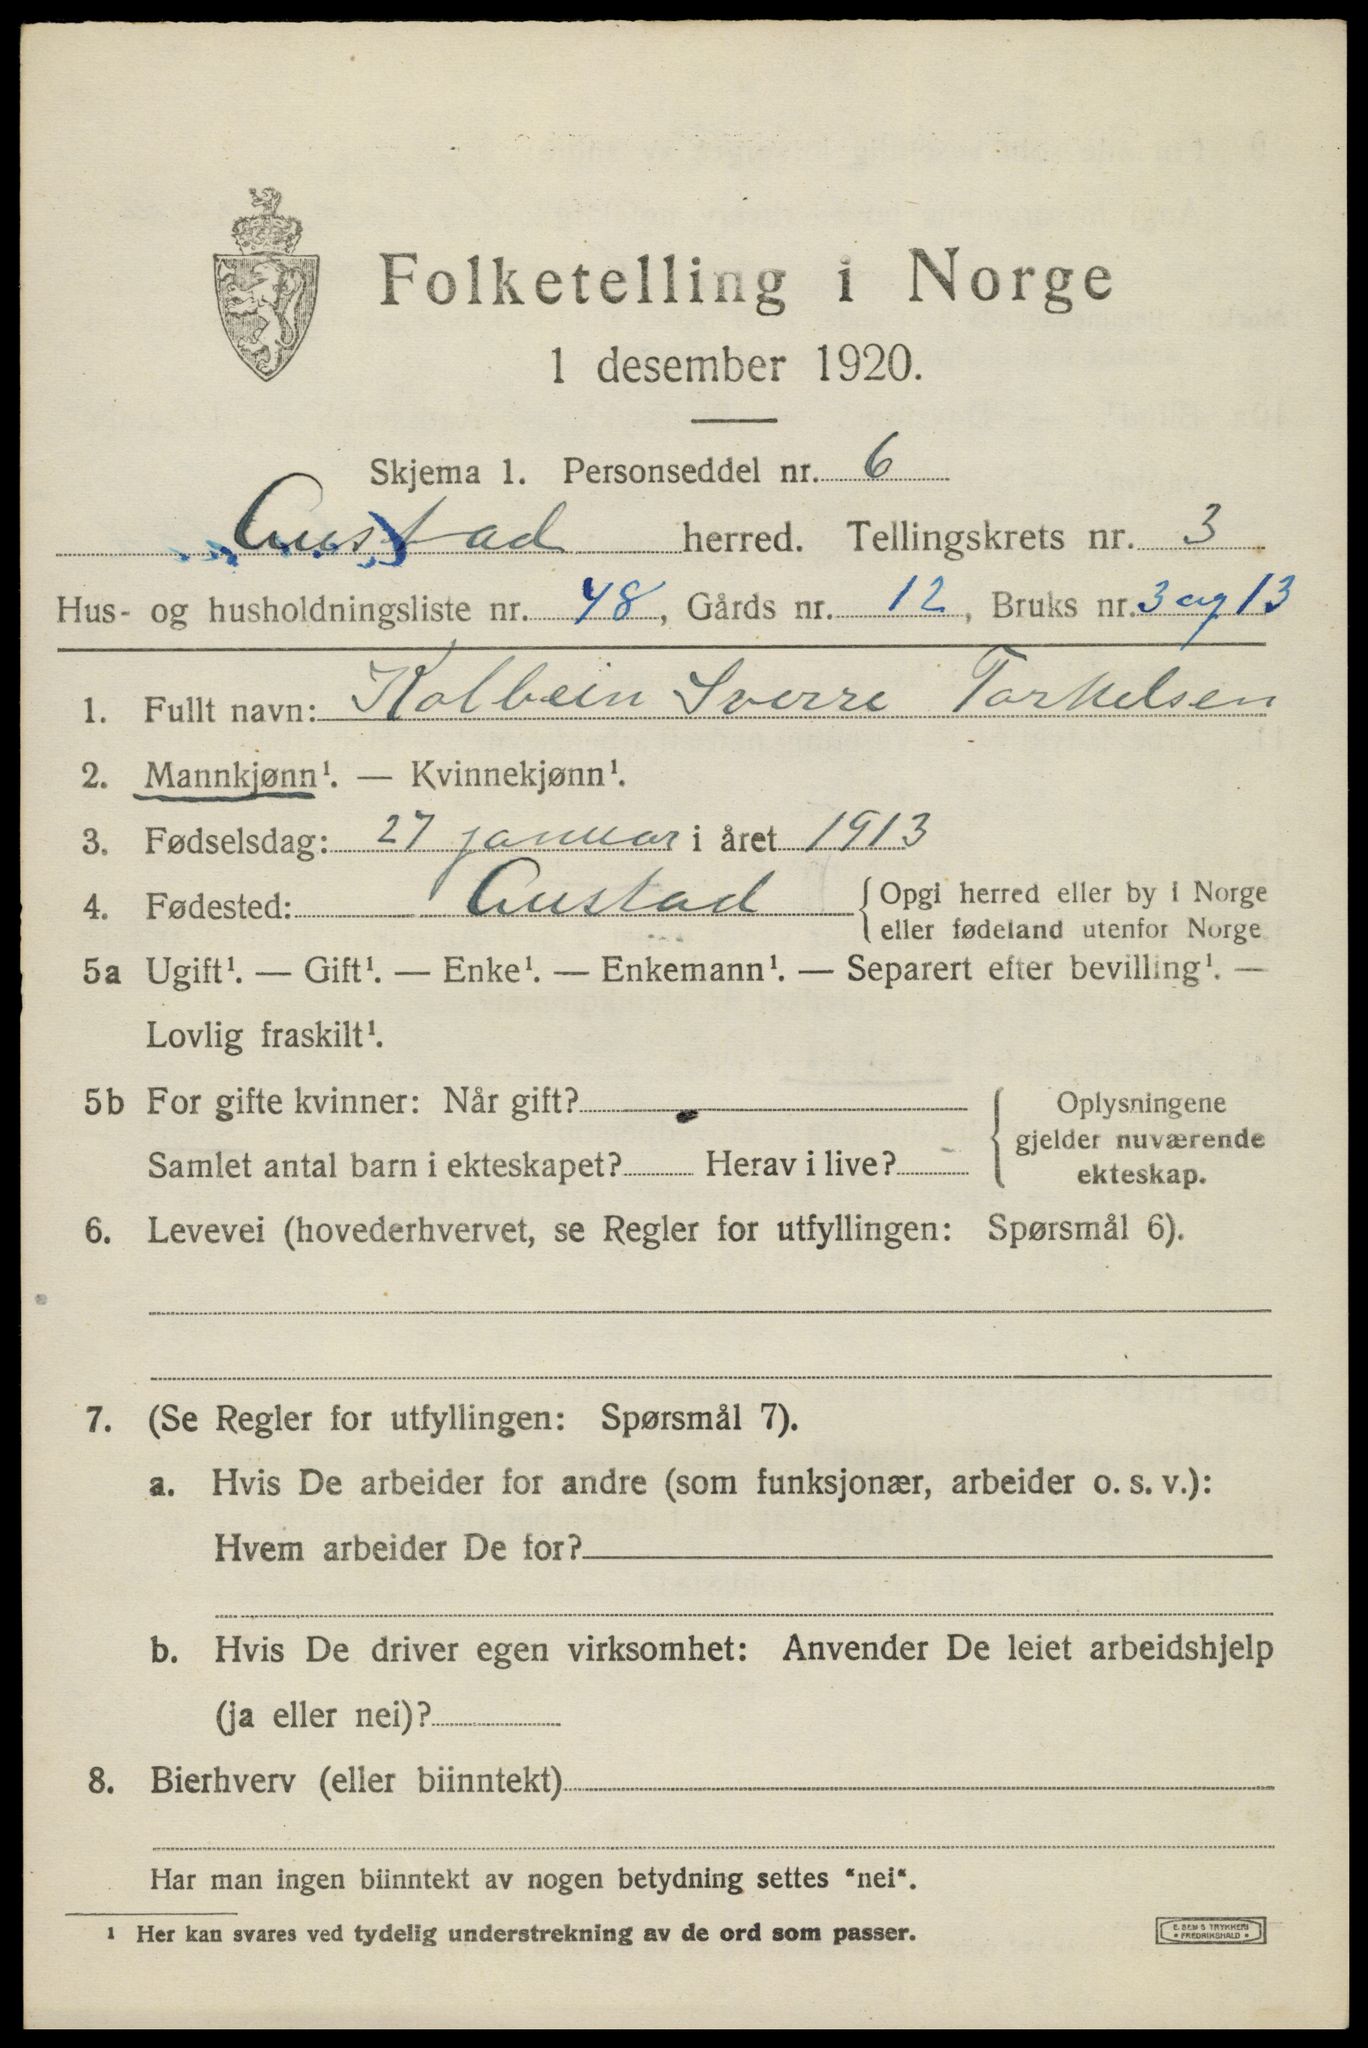 Folketelling i Norge
1 desember 1920.
Skjema 1. Personseddel nr. 6
Austad herred. Tellingskrets nr. 3
Hus- og husholdningsliste nr. 48, Gårds nr. 12, Bruks nr. 3 og 13
1. Fullt navn: Kolbein Sverre Torkelsen
2. Mannkjønn¹. — Kvinnekjønn¹.
3. Fødselsdag: 27 januar i året 1913
4. Fødested: Austad { Opgi herred eller by i Norge
eller fødeland utenfor Norge
5a Ugift¹. — Gift¹. — Enke¹. — Enkemann¹. — Separert efter bevilling¹. —
Lovlig fraskilt¹.
5b For gifte kvinner: Når gift?
Samlet antal barn i ekteskapet? Herav i live?
{ Oplysningene
gjelder nuværende
ekteskap.
6. Levevei (hovederhvervet, se Regler for utfyllingen: Spørsmål 6).
7. (Se Regler for utfyllingen: Spørsmål 7).
a. Hvis De arbeider for andre (som funksjonær, arbeider o. s. v.):
Hvem arbeider De for?
b. Hvis De driver egen virksomhet: Anvender De leiet arbeidshjelp
(ja eller nei)?
8. Bierhverv (eller biinntekt)
Har man ingen biinntekt av nogen betydning settes "nei".
¹ Her kan svares ved tydelig understrekning av de ord som passer.
E. SEM'S TRYKKERI
• FREDRIKSHALD •